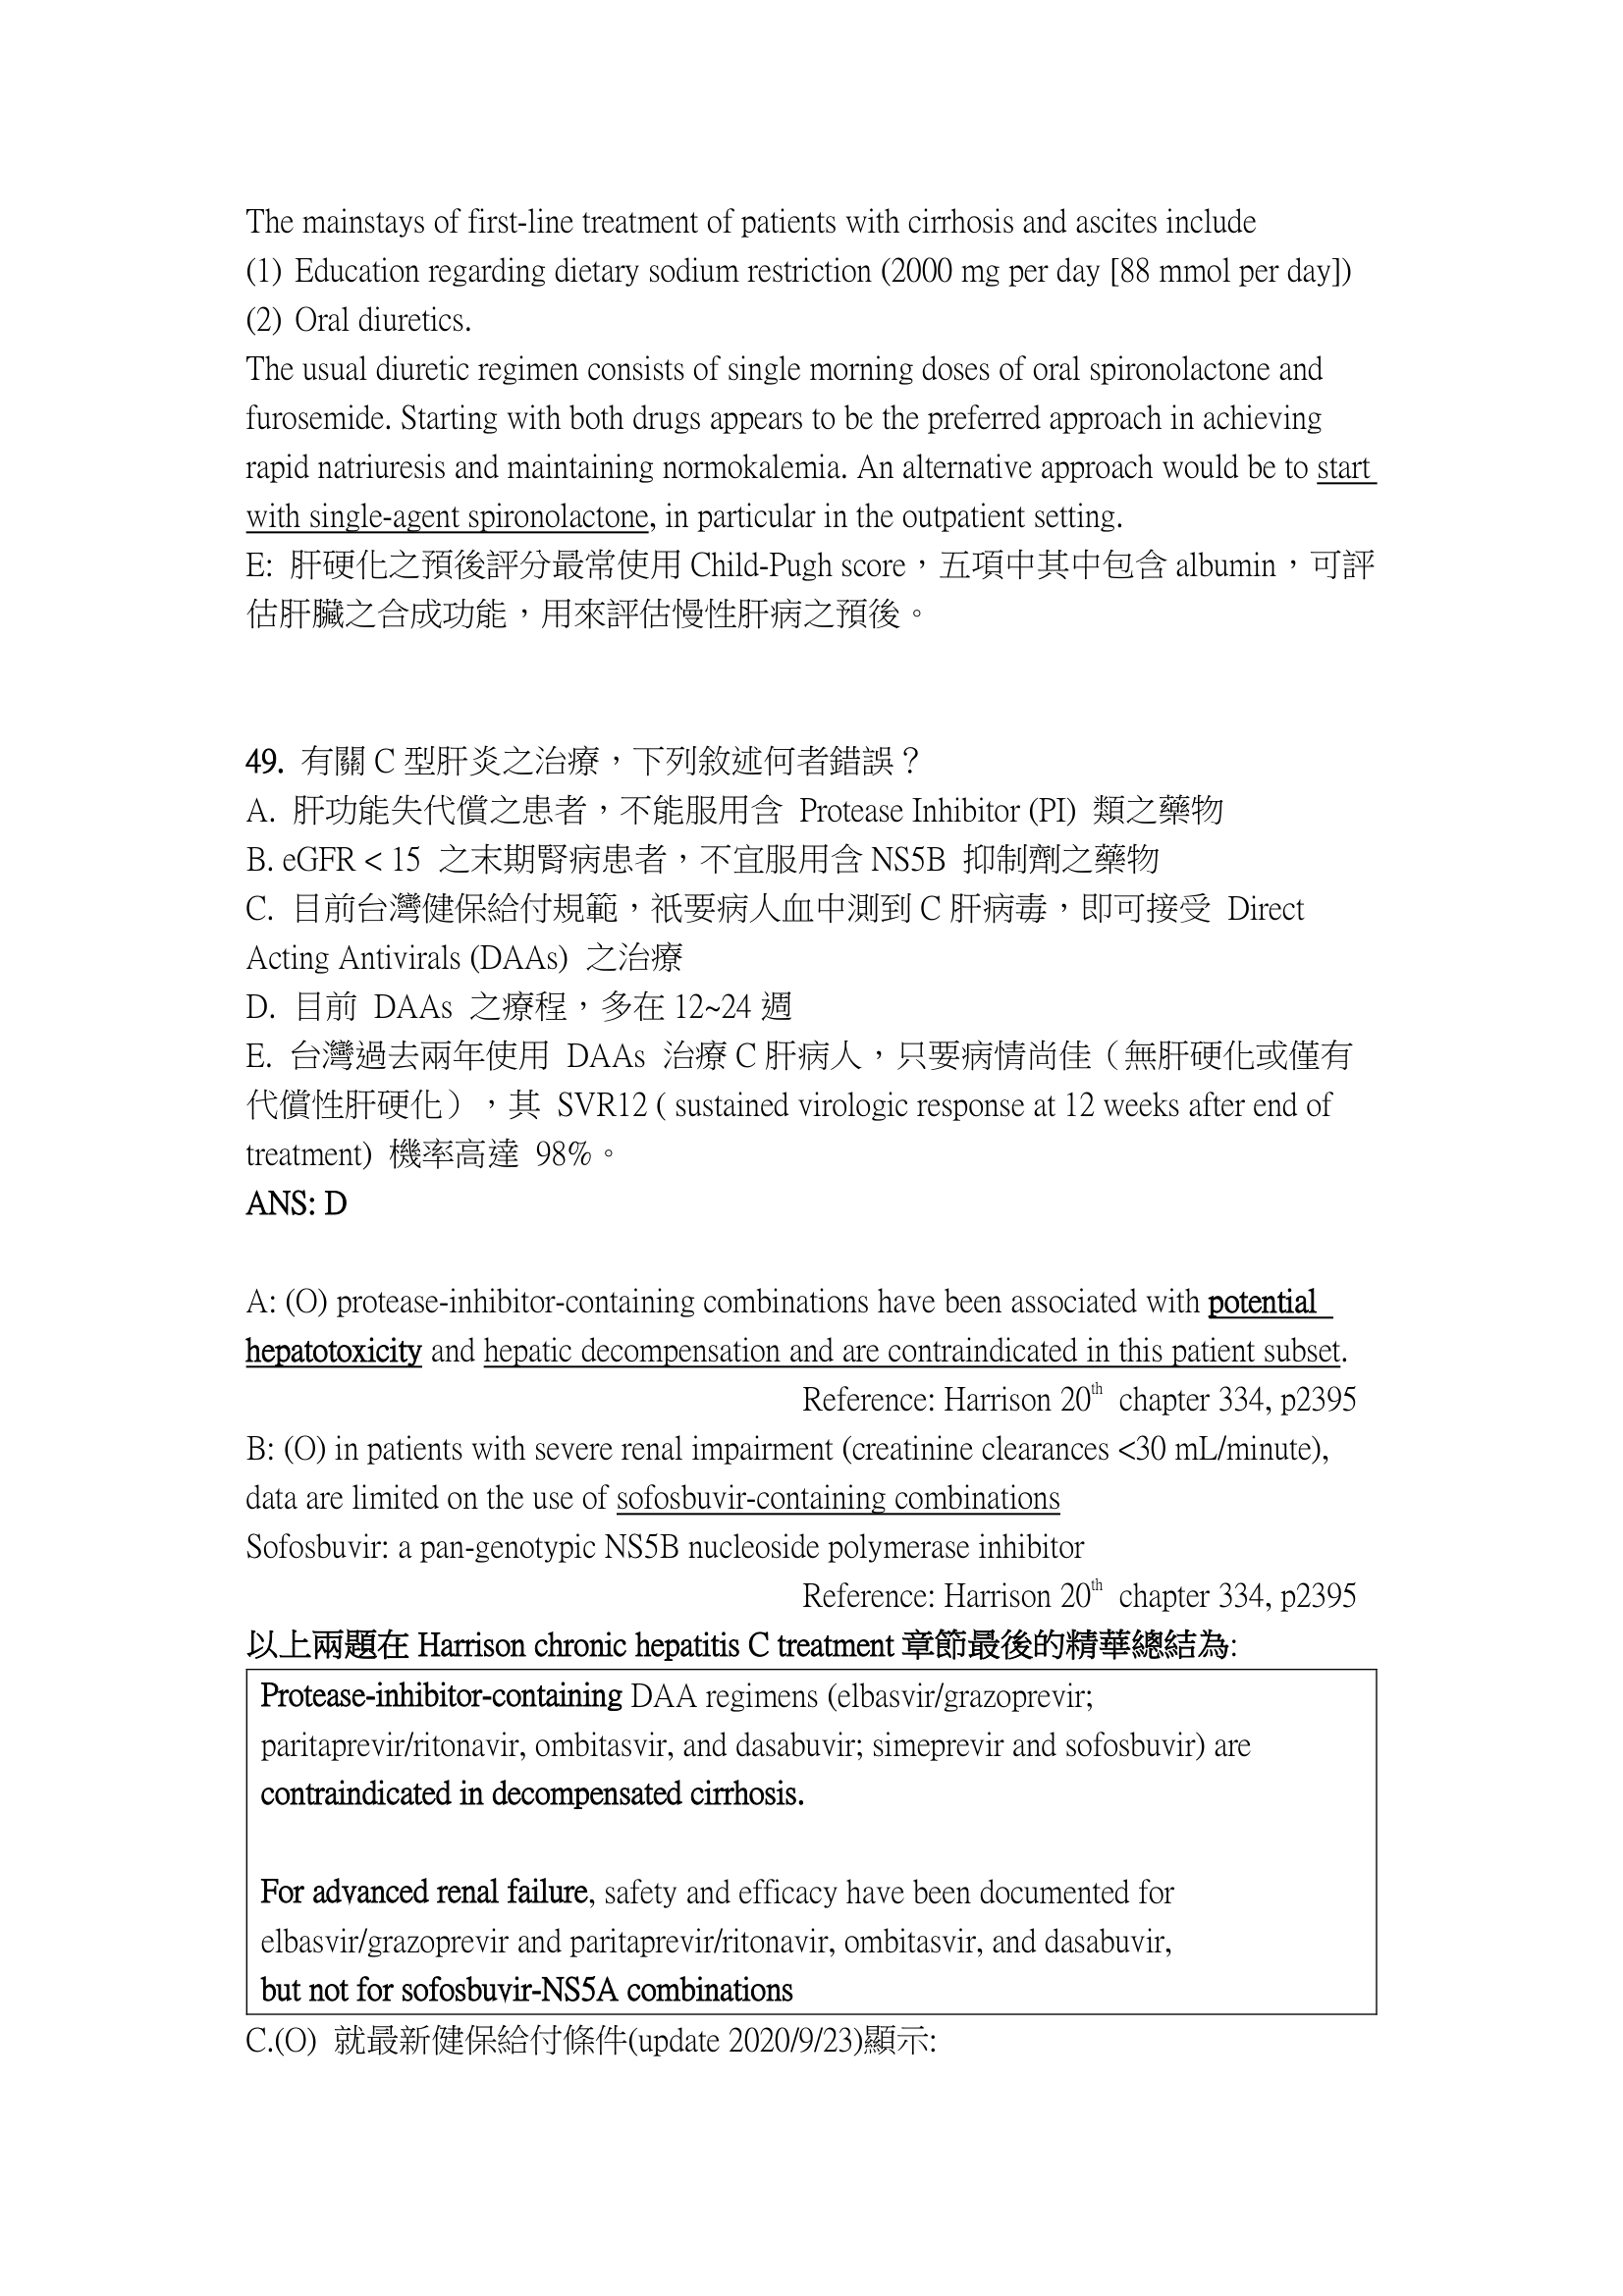 The mainstays of first-line treatment of patients with cirrhosis and ascites include
(1) Education regarding dietary sodium restriction (2000 mg per day [88 mmol per day])
(2) Oral diuretics.
The usual diuretic regimen consists of single morning doses of oral spironolactone and
furosemide. Starting with both drugs appears to be the preferred approach in achieving
rapid natriuresis and maintaining normokalemia. An alternative approach would be to start
with single-agent spironolactone, in particular in the outpatient setting.
E: 肝硬化之預後評分最常使用 Child-Pugh score，五項中其中包含 albumin，可評
估肝臟之合成功能，用來評估慢性肝病之預後。
49. 有關 C 型肝炎之治療，下列敘述何者錯誤？
A. 肝功能失代償之患者，不能服用含 Protease Inhibitor (PI) 類之藥物
B. eGFR < 15 之末期腎病患者，不宜服用含 NS5B 抑制劑之藥物
C. 目前台灣健保給付規範，祇要病人血中測到 C 肝病毒，即可接受 Direct
Acting Antivirals (DAAs) 之治療
D. 目前 DAAs 之療程，多在 12~24 週
E. 台灣過去兩年使用 DAAs 治療 C 肝病人，只要病情尚佳（無肝硬化或僅有
代償性肝硬化），其 SVR12 ( sustained virologic response at 12 weeks after end of
treatment) 機率高達 98%。
ANS: D
A: (O) protease-inhibitor-containing combinations have been associated with potential
hepatotoxicity and hepatic decompensation and are contraindicated in this patient subset.
Reference: Harrison 20th chapter 334, p2395
B: (O) in patients with severe renal impairment (creatinine clearances <30 mL/minute),
data are limited on the use of sofosbuvir-containing combinations
Sofosbuvir: a pan-genotypic NS5B nucleoside polymerase inhibitor
Reference: Harrison 20th chapter 334, p2395
以上兩題在 Harrison chronic hepatitis C treatment 章節最後的精華總結為:
Protease-inhibitor-containing DAA regimens (elbasvir/grazoprevir;
paritaprevir/ritonavir, ombitasvir, and dasabuvir; simeprevir and sofosbuvir) are
contraindicated in decompensated cirrhosis.
For advanced renal failure, safety and efficacy have been documented for
elbasvir/grazoprevir and paritaprevir/ritonavir, ombitasvir, and dasabuvir,
but not for sofosbuvir-NS5A combinations
C.(O) 就最新健保給付條件(update 2020/9/23)顯示: